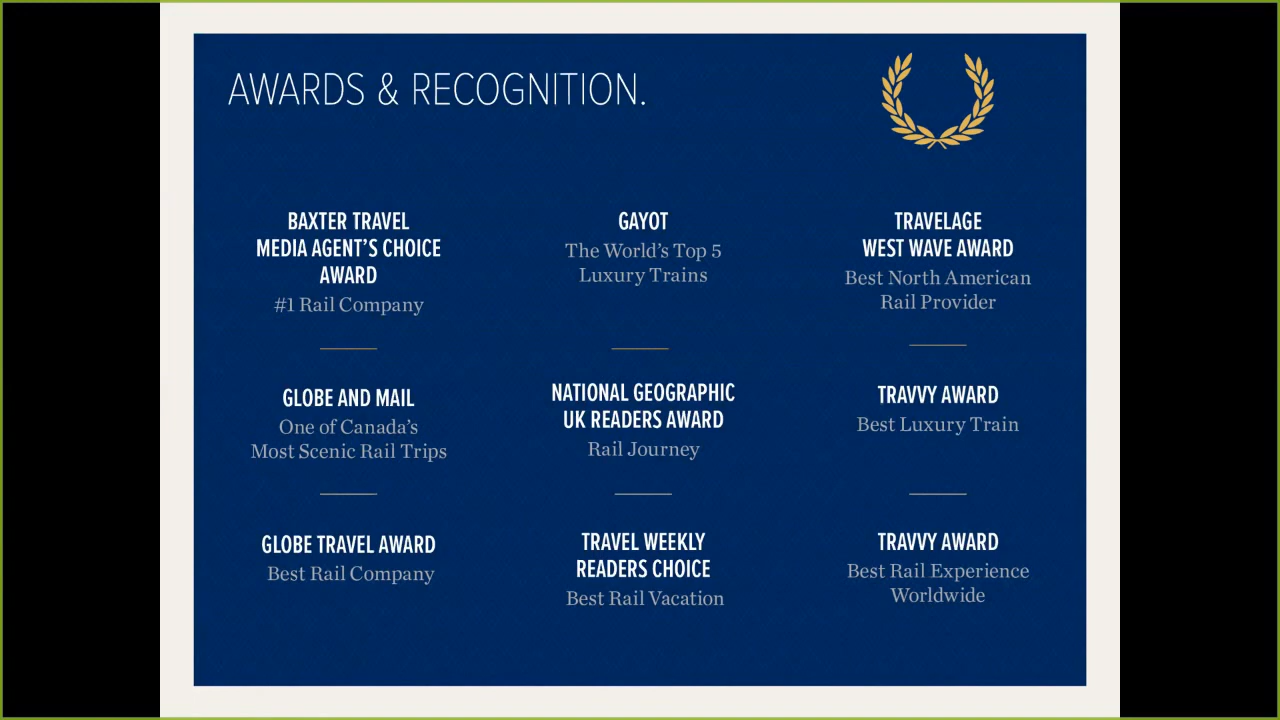 AWARDS & RECOGNITION.
BAXTER TRAVEL
MEDIA AGENT’S CHOICE
AWARD
#1 Rail Company
GAYOT
The World’s Top 5
Luxury Trains
TRAVELAGE
WEST WAVE AWARD
Best North American
Rail Provider
GLOBE AND MAIL
One of Canada’s
Most Scenic Rail Trips
NATIONAL GEOGRAPHIC
UK READERS AWARD
Rail Journey
TRAVVY AWARD
Best Luxury Train
GLOBE TRAVEL AWARD
Best Rail Company
TRAVEL WEEKLY
READERS CHOICE
Best Rail Vacation
TRAVVY AWARD
Best Rail Experience
Worldwide